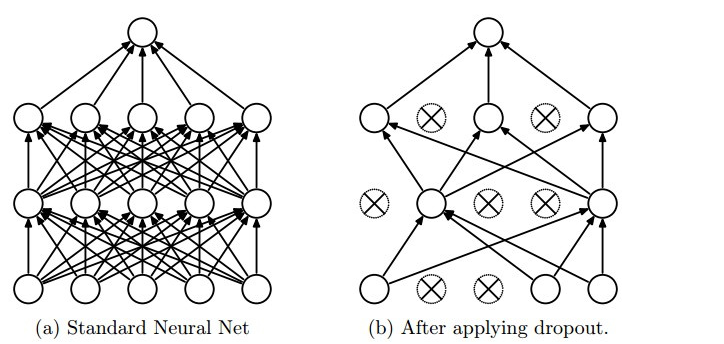 (a) Standard Neural Net
(b) After applying dropout.